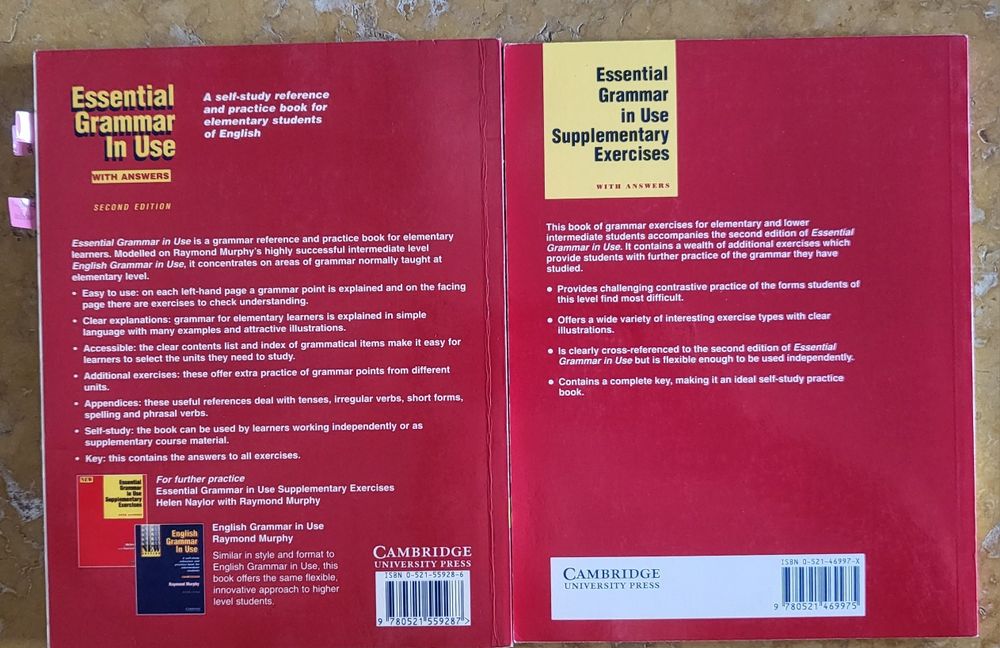 Essential
Grammar
In Use
WITH ANSWERS
SECOND EDITION
A self-study reference
and practice book for
elementary students
of English
Essential Grammar in Use is a grammar reference and practice book for elementary
learners. Modelled on Raymond Murphy's highly successful intermediate level
English Grammar in Use, it concentrates on areas of grammar normally taught at
elementary level.
• Easy to use: on each left-hand page a grammar point is explained and on the facing
page there are exercises to check understanding.
• Clear explanations: grammar for elementary learners is explained in simple
language with many examples and attractive illustrations.
• Accessible: the clear contents list and index of grammatical items make it easy for
learners to select the units they need to study.
• Additional exercises: these offer extra practice of grammar points from different
units.
• Appendices: these useful references deal with tenses, irregular verbs, short forms,
spelling and phrasal verbs.
• Self-study: the book can be used by learners working independently or as
supplementary course material.
• Key: this contains the answers to all exercises.
NEW
Essential
Grammar
in Use
Supplementary
Exercises
For further practice
Essential Grammar in Use Supplementary Exercises
Helen Naylor with Raymond Murphy
English
Grammar
In Use
Raymond Murphy
English Grammar in Use
Raymond Murphy
Similar in style and format to
English Grammar in Use, this
book offers the same flexible,
innovative approach to higher
level students.
CAMBRIDGE
UNIVERSITY PRESS
ISBN 0-521-55928-6
9 780521 559287 >
Essential
Grammar
in Use
Supplementary
Exercises
WITH ANSWERS
This book of grammar exercises for elementary and lower
intermediate students accompanies the second edition of Essential
Grammar in Use. It contains a wealth of additional exercises which
provide students with further practice of the grammar they have
studied.
• Provides challenging contrastive practice of the forms students of
this level find most difficult.
• Offers a wide variety of interesting exercise types with clear
illustrations.
• Is clearly cross-referenced to the second edition of Essential
Grammar in Use but is flexible enough to be used independently.
• Contains a complete key, making it an ideal self-study practice
book.
CAMBRIDGE
UNIVERSITY PRESS
ISBN 0-521-46997-X
9 780521 469975